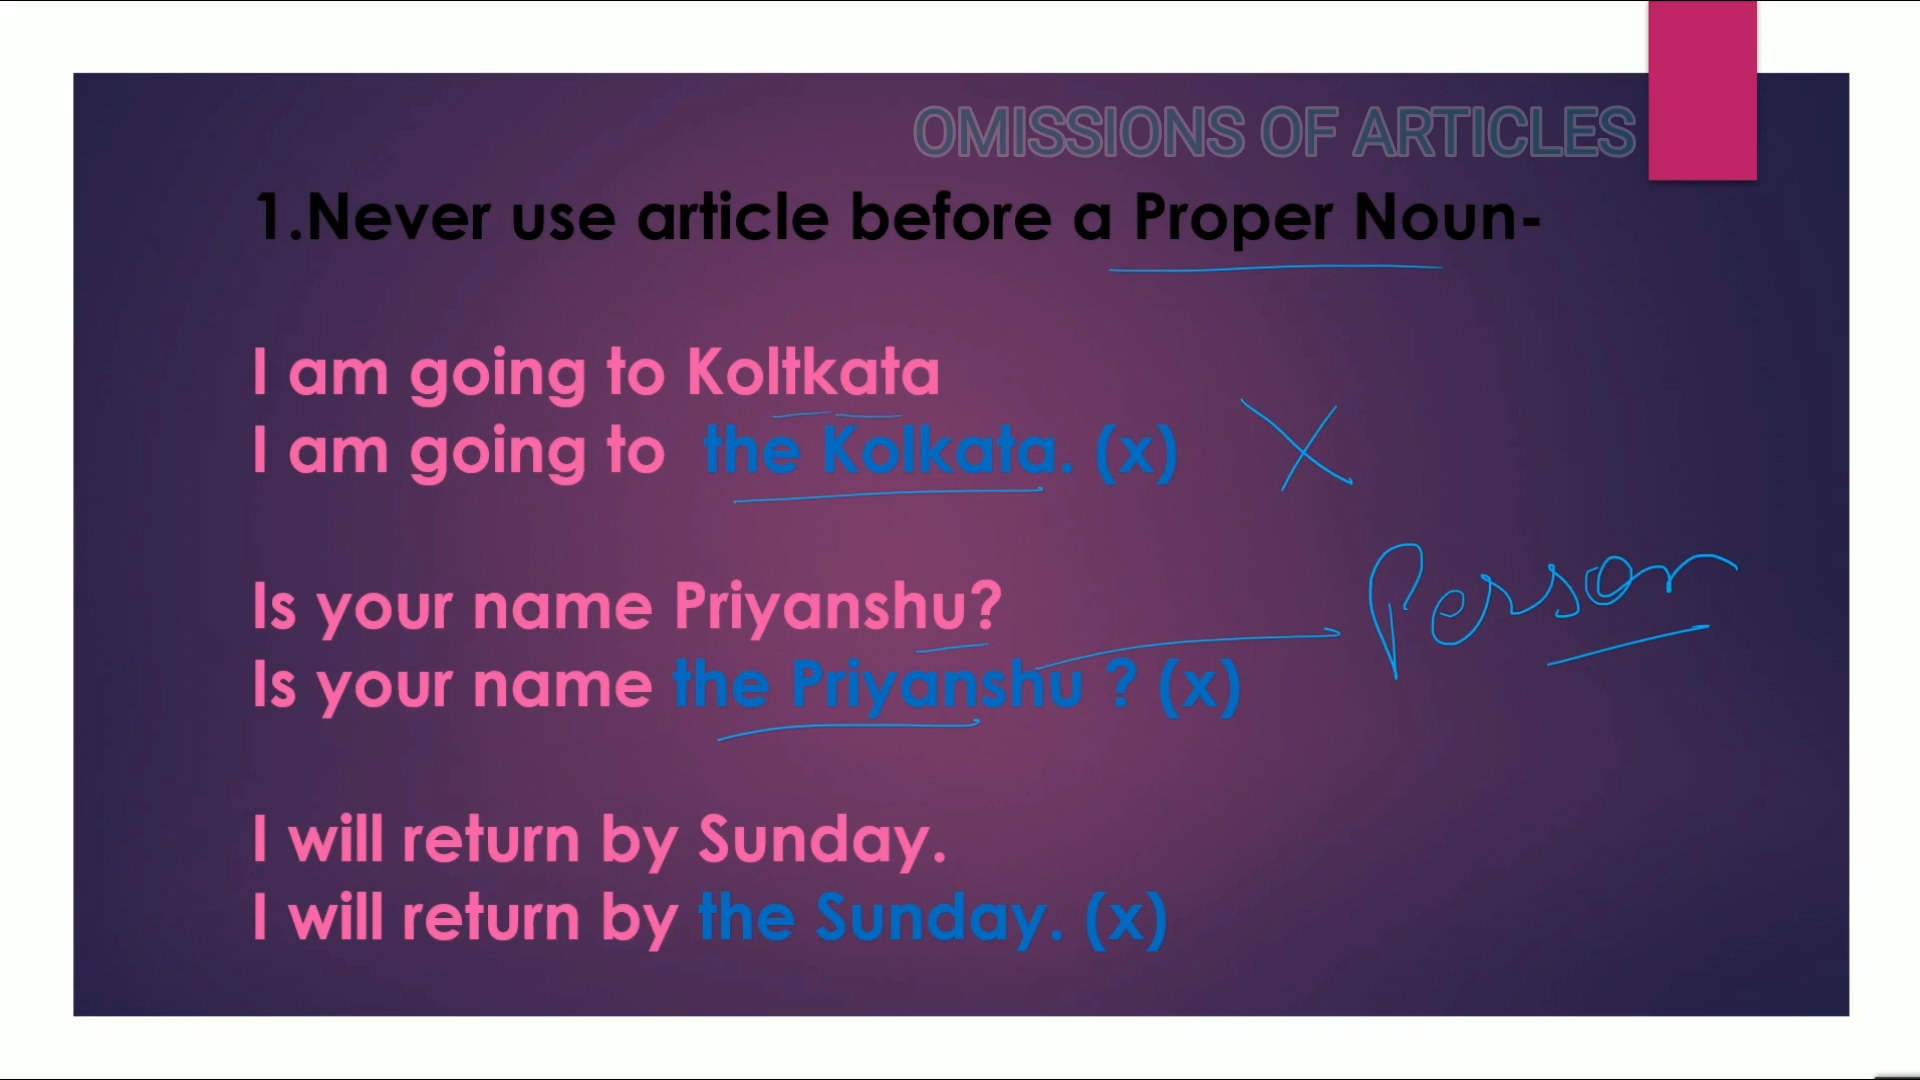 OMISSIONS OF ARTICLES
1.Never use article before a Proper Noun-
I am going to Koltkata
I am going to the Kolkata. (x)
X
Is your name Priyanshu?
Person
Is your name the Priyanshu ? (x)
I will return by Sunday.
I will return by the Sunday. (x)